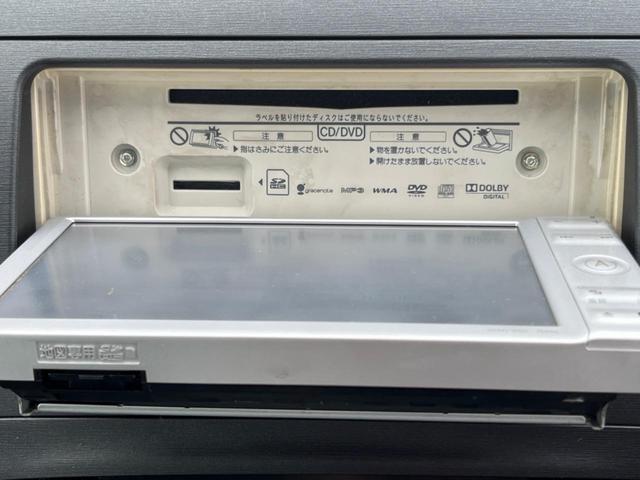 ラベルを貼り付けたディスクはご使用にならないでください。
注意 CD/DVD 注意
▶指はさみにご注意ください。
▶物を置かないでください。
▶開けたまま放置しないでください。
SD gracenote MP3 WMA DVD DOLBY
DIGITAL
A
地図専用